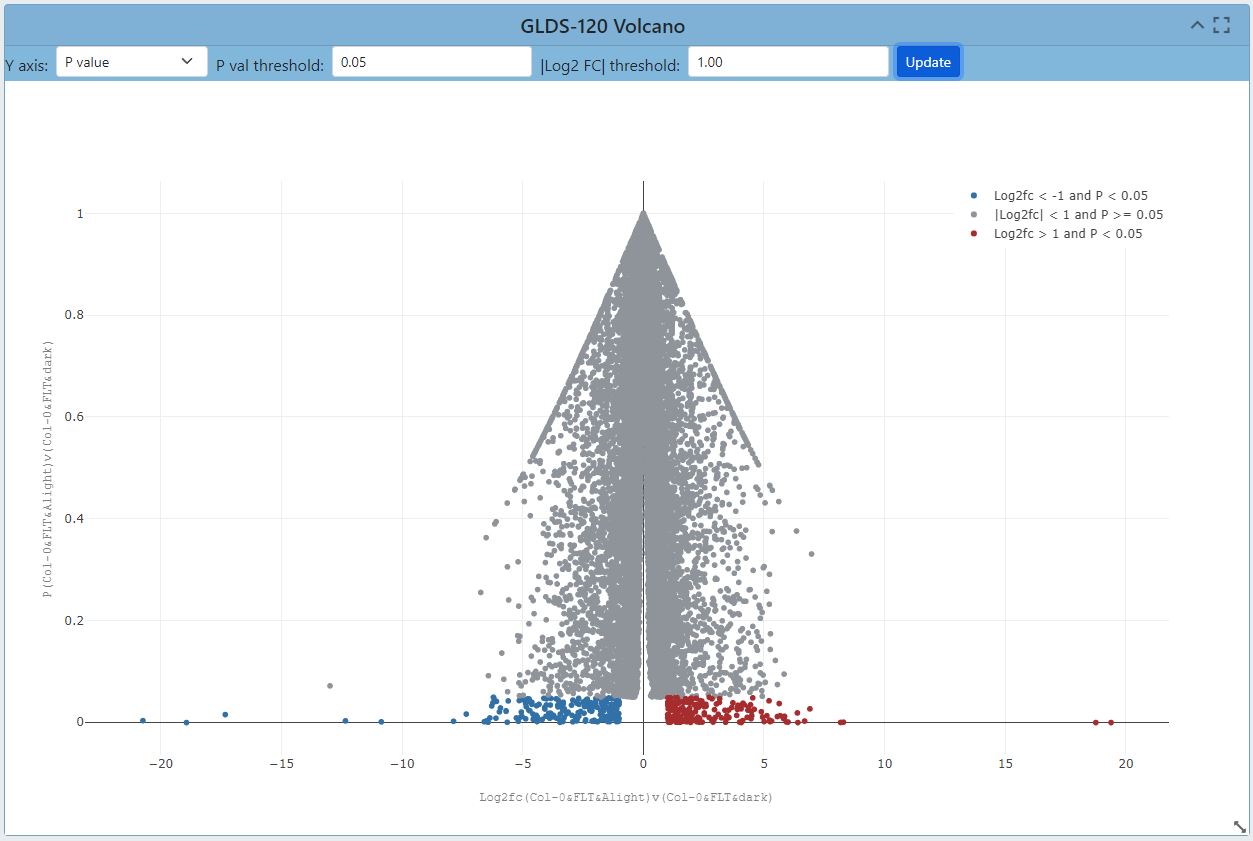 GLDS-120 Volcano
Y axis: P value P val threshold: 0.05 |Log2 FC| threshold: 1.00 Update
Log2fc < -1 and P < 0.05
|Log2fc| < 1 and P >= 0.05
Log2fc > 1 and P < 0.05
1
0.8
0.6
0.4
0.2
0
P(Col-0&FLT&Alight)v(Col-0&FLT&dark)
−20 −15 −10 −5 0 5 10 15 20
Log2fc(Col-0&FLT&Alight)v(Col-0&FLT&dark)